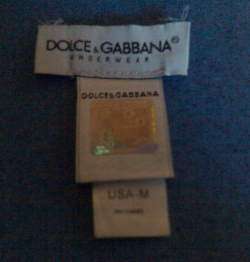 DOLCE & GABBANA®
UNDERWEAR
DOLCE & GABBANA
USA-M